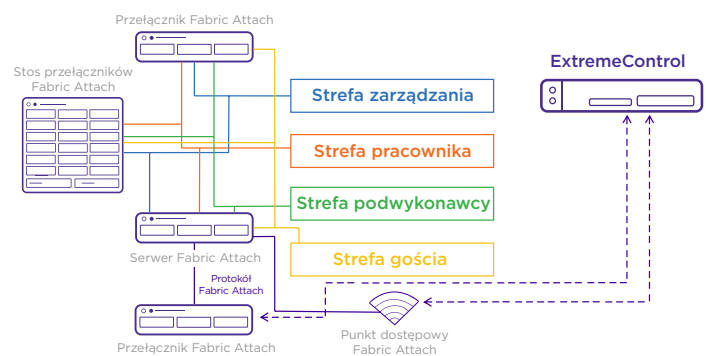 Przełącznik Fabric Attach
ExtremeControl
Stos przełączników
Fabric Attach
Strefa zarządzania
Strefa pracownika
Strefa podwykonawcy
Strefa gościa
Serwer Fabric Attach
Protokół
Fabric Attach
Przełącznik Fabric Attach
Punkt dostępowy
Fabric Attach